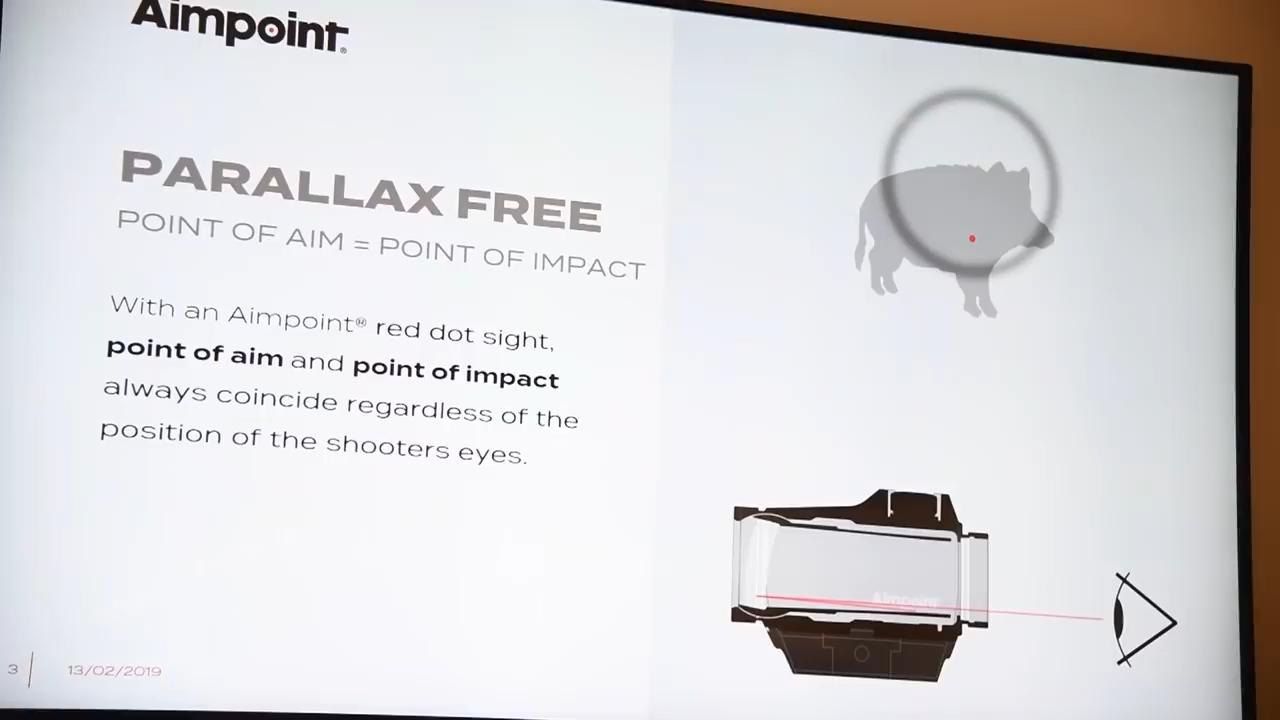 Aimpoint®
PARALLAX FREE
POINT OF AIM = POINT OF IMPACT
With an Aimpoint® red dot sight,
point of aim and point of impact
always coincide regardless of the
position of the shooters eyes.
Aimpoint
3
13/02/2019